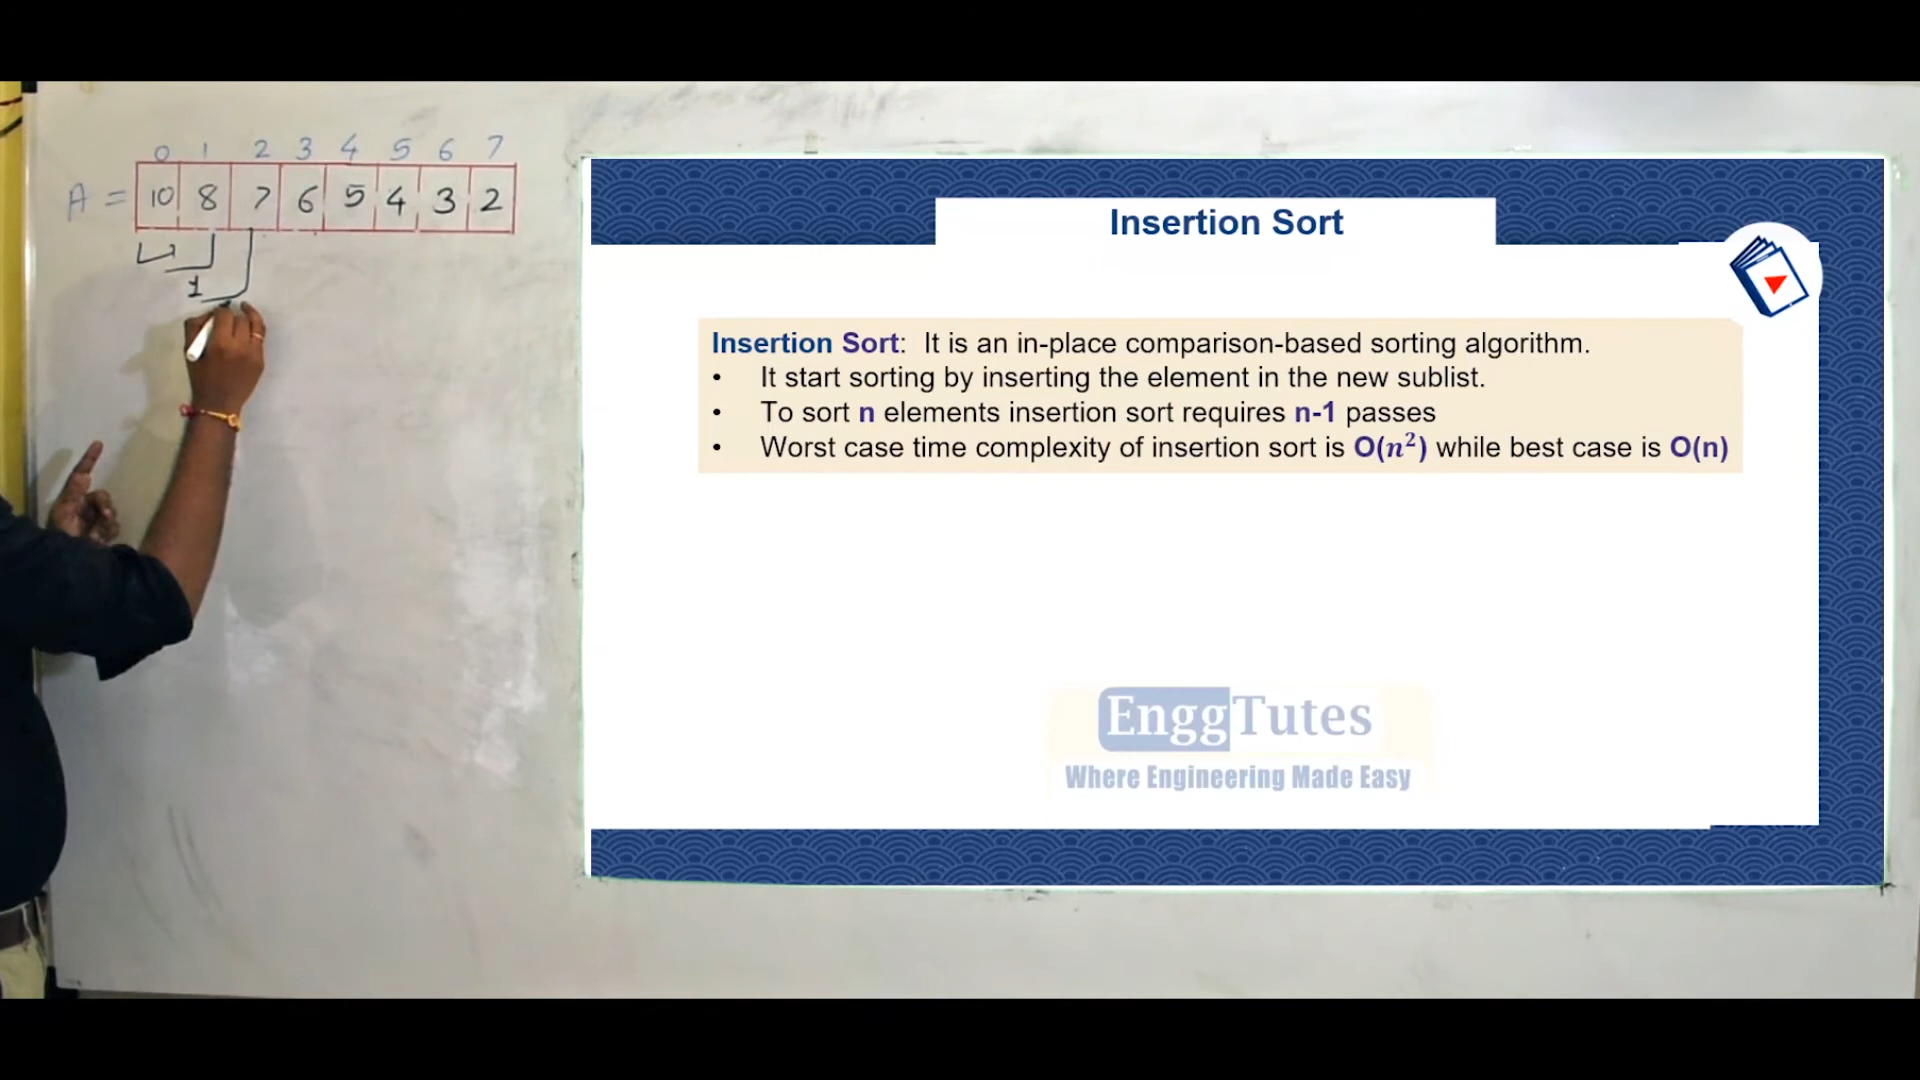 0 1 2 3 4 5 6 7
A = 10 8 7 6 5 4 3 2
1
Insertion Sort
Insertion Sort: It is an in-place comparison-based sorting algorithm.
• It start sorting by inserting the element in the new sublist.
• To sort n elements insertion sort requires n-1 passes
• Worst case time complexity of insertion sort is O(n²) while best case is O(n)
EnggTutes
Where Engineering Made Easy